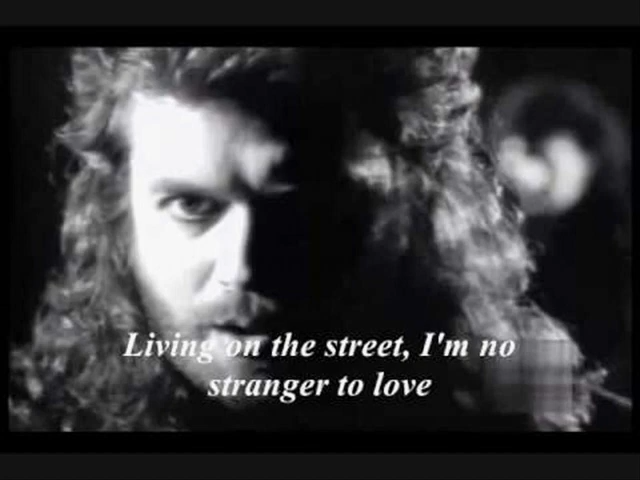 Living on the street, I'm no
stranger to love